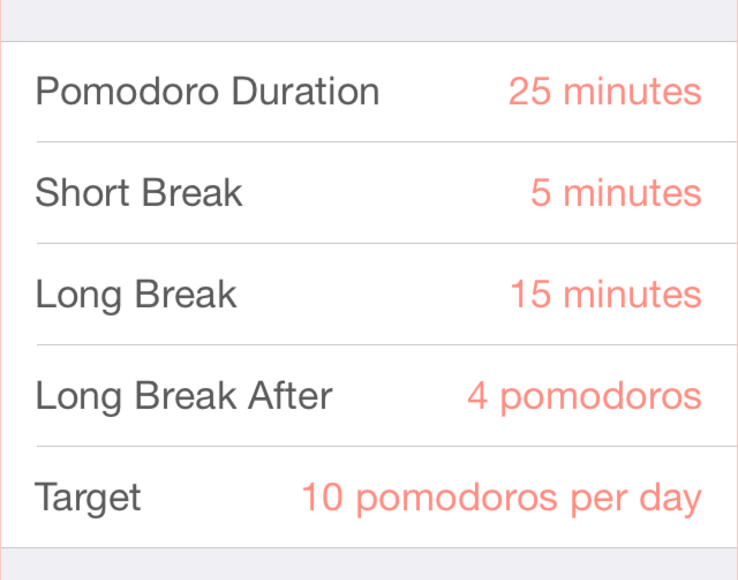 Pomodoro Duration 25 minutes
Short Break 5 minutes
Long Break 15 minutes
Long Break After 4 pomodoros
Target 10 pomodoros per day